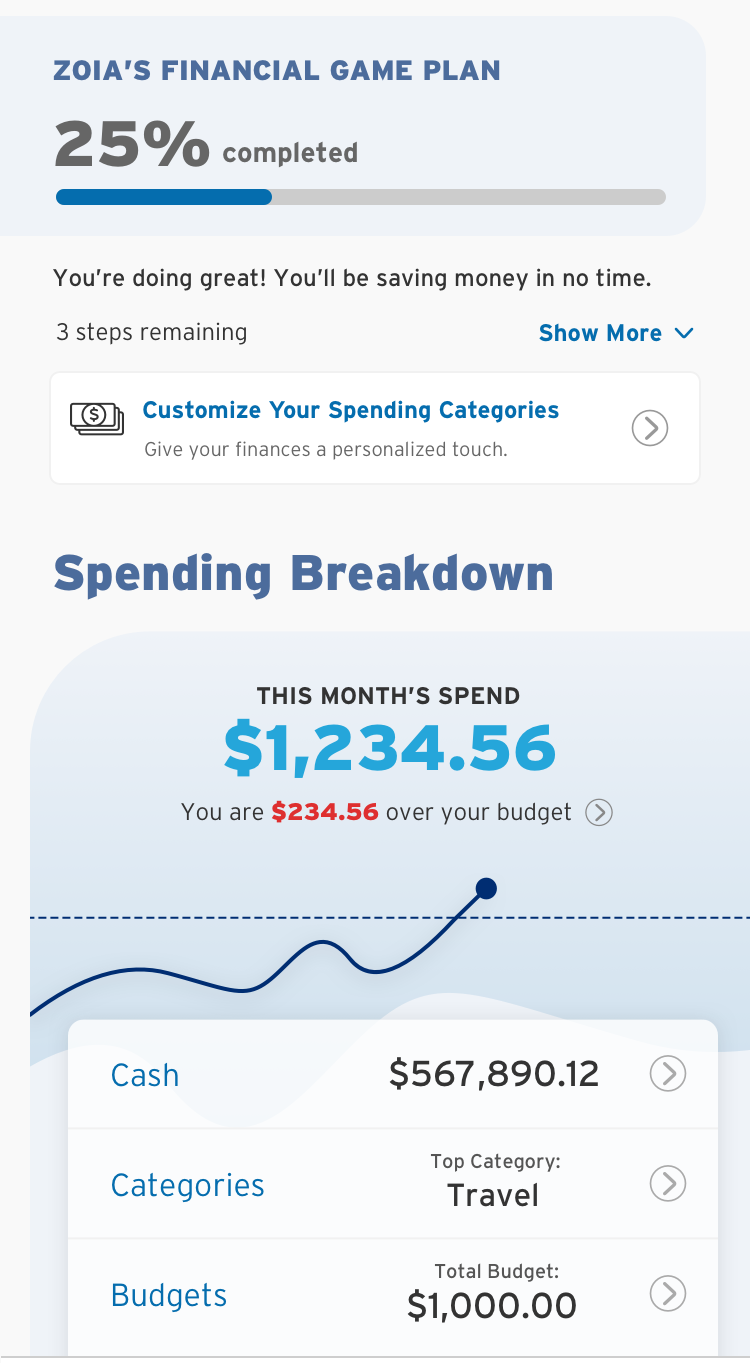 ZOIA’S FINANCIAL GAME PLAN
25% completed
You’re doing great! You’ll be saving money in no time.
3 steps remaining
Show More
Customize Your Spending Categories
Give your finances a personalized touch.
Spending Breakdown
THIS MONTH’S SPEND
$1,234.56
You are $234.56 over your budget
Cash
$567,890.12
Categories
Top Category:
Travel
Budgets
Total Budget:
$1,000.00